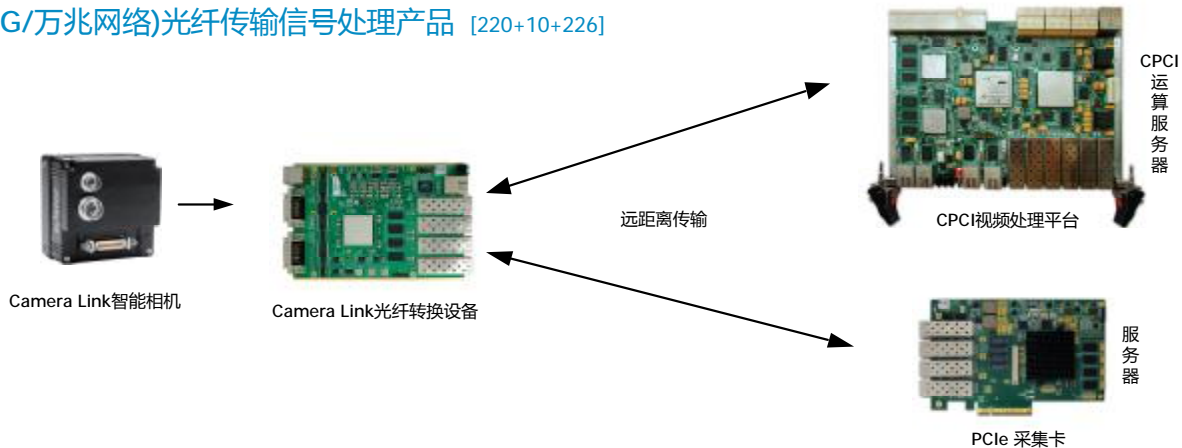 G/万兆网络)光纤传输信号处理产品 [220+10+226]
CPCI
运
算
服
务
器
远距离传输
CPCI视频处理平台
Camera Link智能相机
Camera Link光纤转换设备
服
务
器
PCIe 采集卡